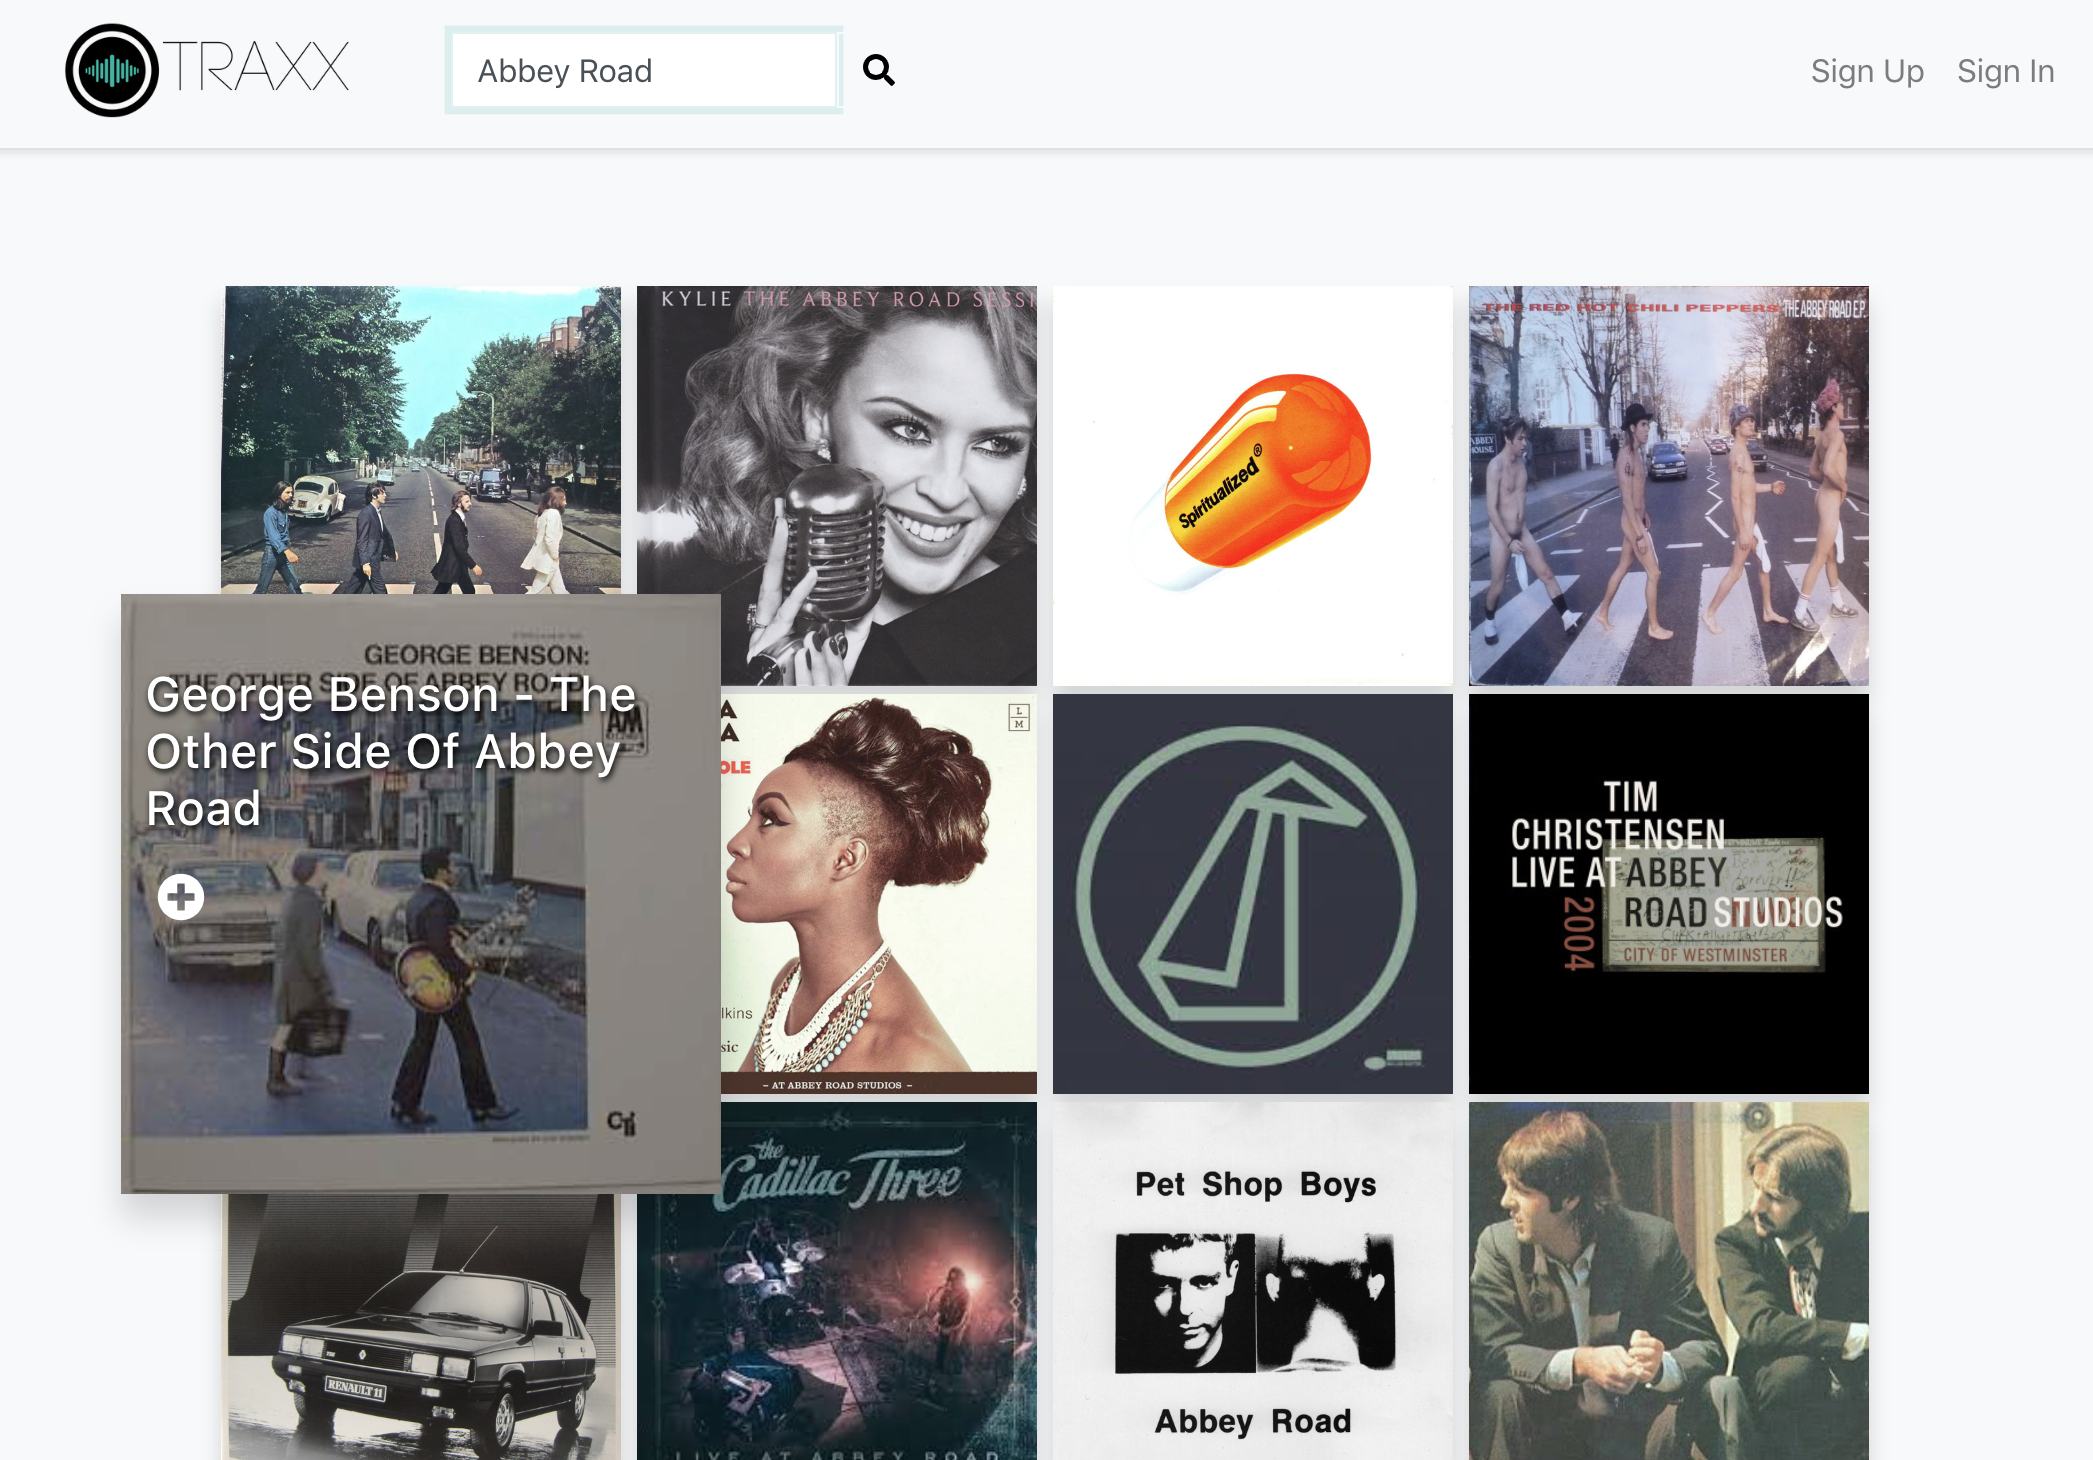 TRAXX
Abbey Road
Sign Up
Sign In
KYLIE THE ABBEY ROAD SESSI
Spiritualized®
THE RED HOT CHILI PEPPERS THE ABBEY ROAD E.P.
ABBEY
HOUSE
GEORGE BENSON:
THE OTHER SIDE OF ABBEY ROAD
George Benson - The
Other Side Of Abbey
Road
AM
CTI
A
A
OLE
L
M
lkins
sic
– AT ABBEY ROAD STUDIOS –
TIM
CHRISTENSEN
LIVE AT ABBEY
ROAD STUDIOS
2004
CITY OF WESTMINSTER
RENAULT 11
the
Cadillac Three
LIVE AT ABBEY ROAD
Pet Shop Boys
Abbey Road